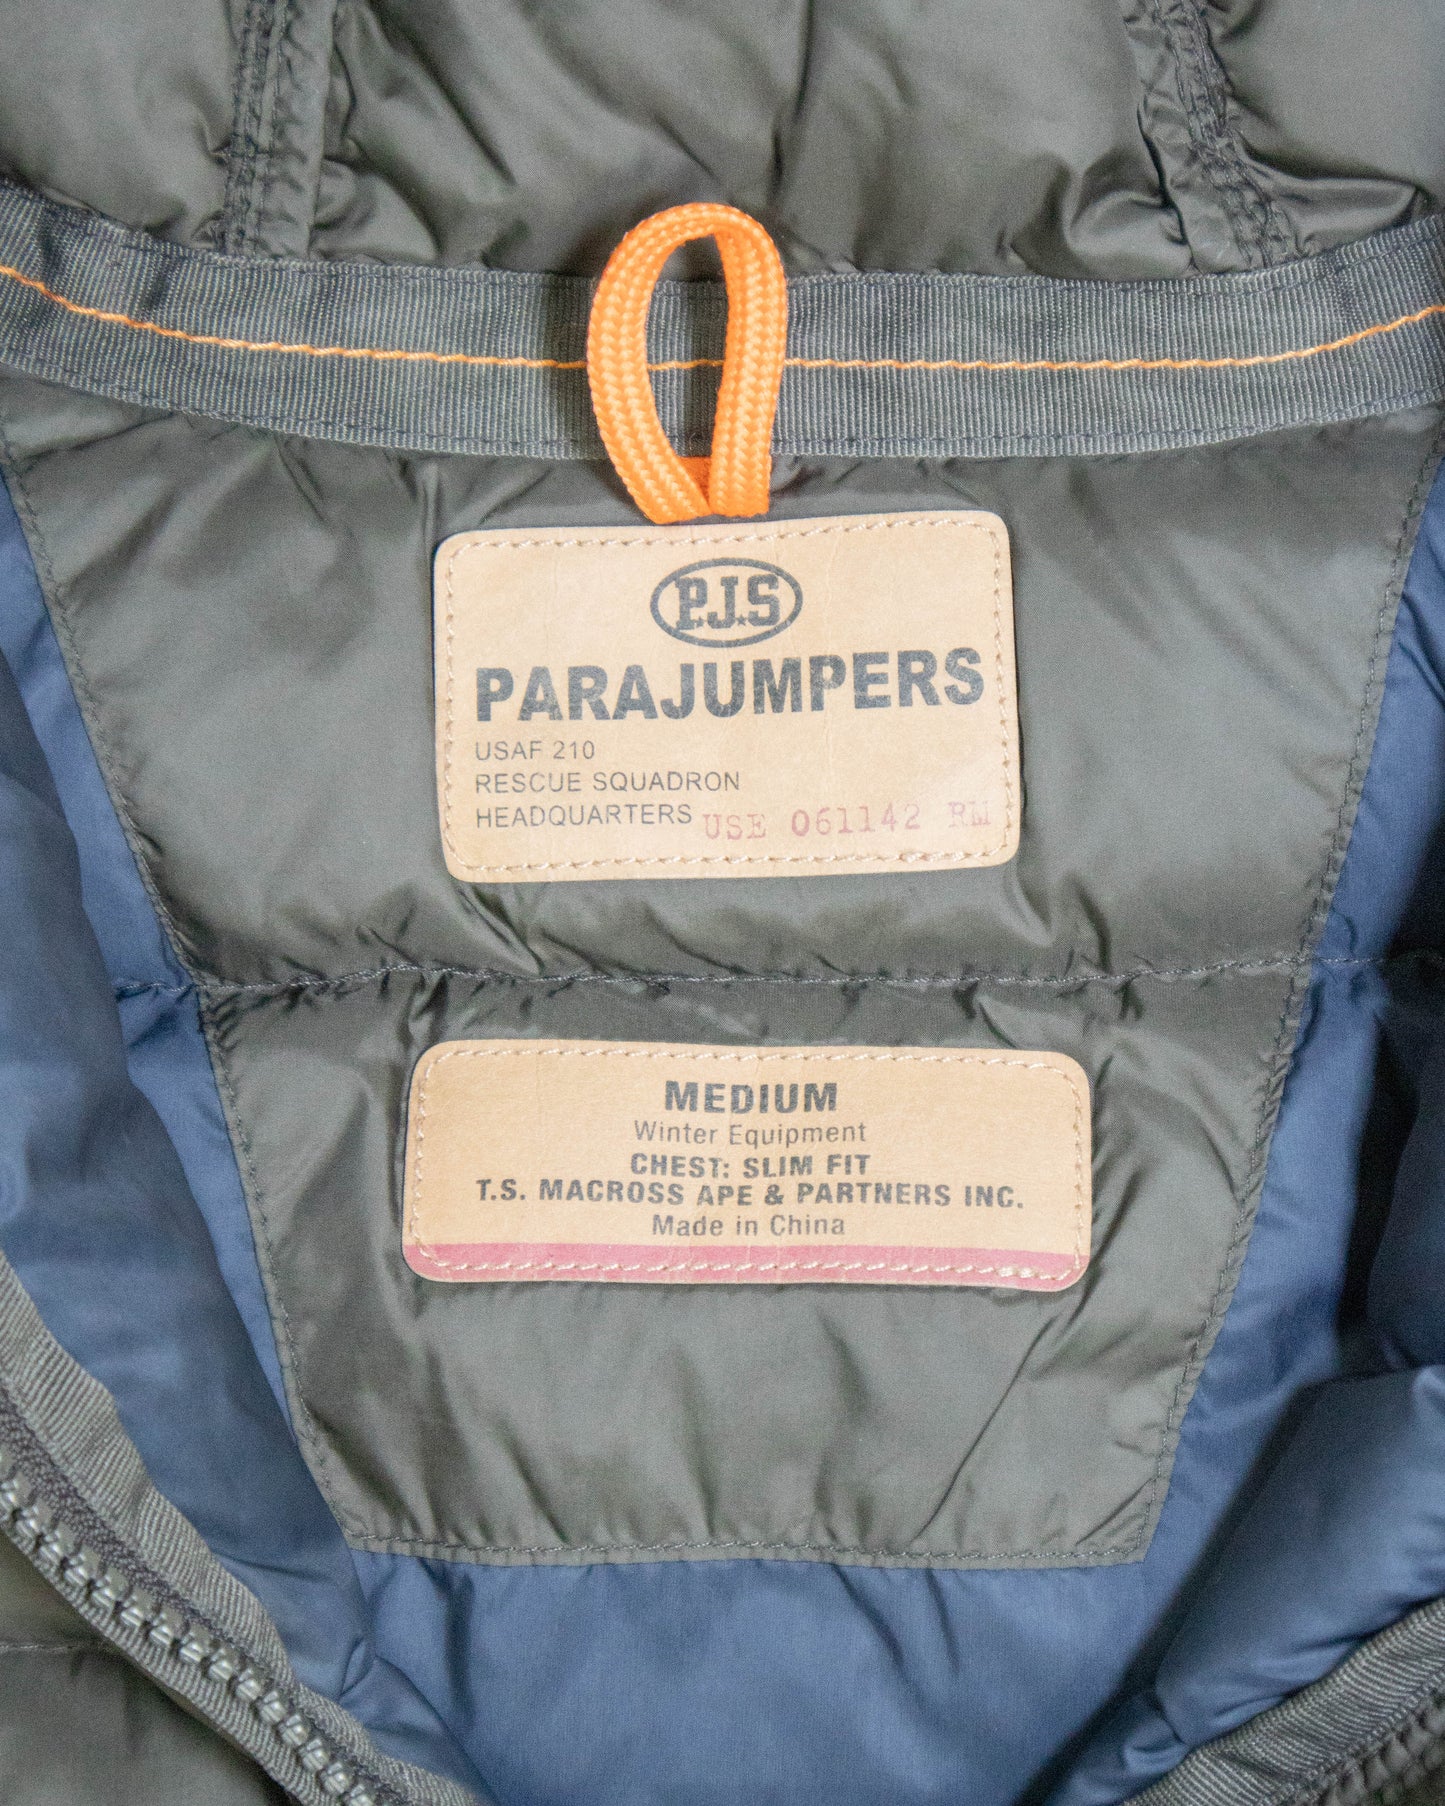 P.J.S
PARAJUMPERS
USAF 210
RESCUE SQUADRON
HEADQUARTERS USE 061142 RM
MEDIUM
Winter Equipment
CHEST: SLIM FIT
T.S. MACROSS APE & PARTNERS INC.
Made in China